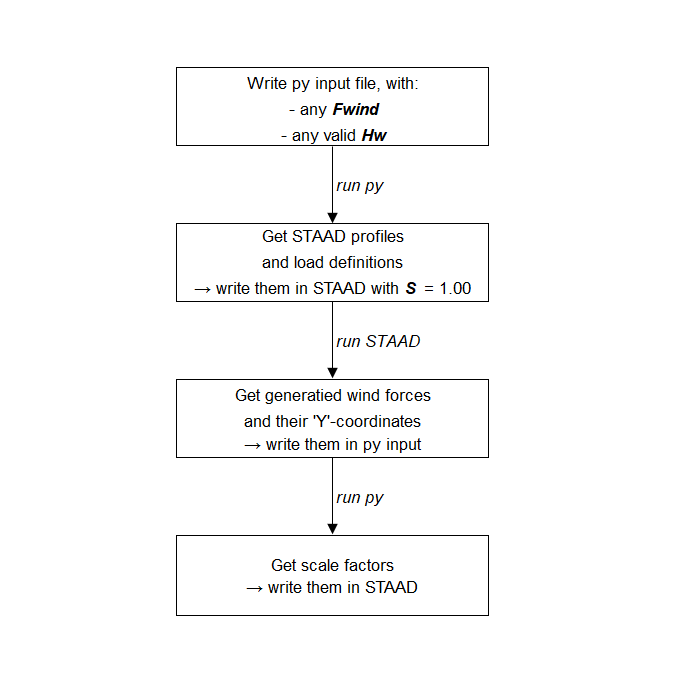 Write py input file, with:
- any Fwind
- any valid Hw
run py
Get STAAD profiles
and load definitions
→ write them in STAAD with S = 1.00
run STAAD
Get generatied wind forces
and their 'Y'-coordinates
→ write them in py input
run py
Get scale factors
→ write them in STAAD